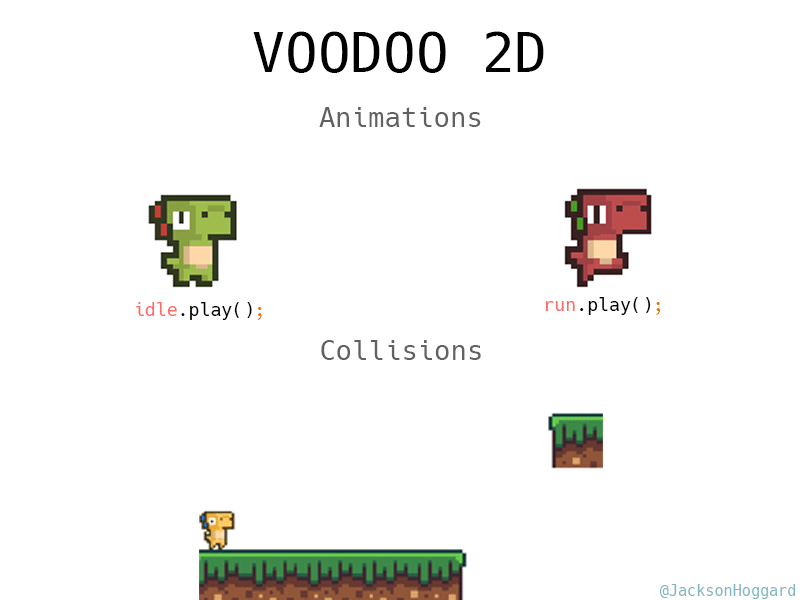 VOODOO 2D
Animations
idle.play();
run.play();
Collisions
@JacksonHoggard